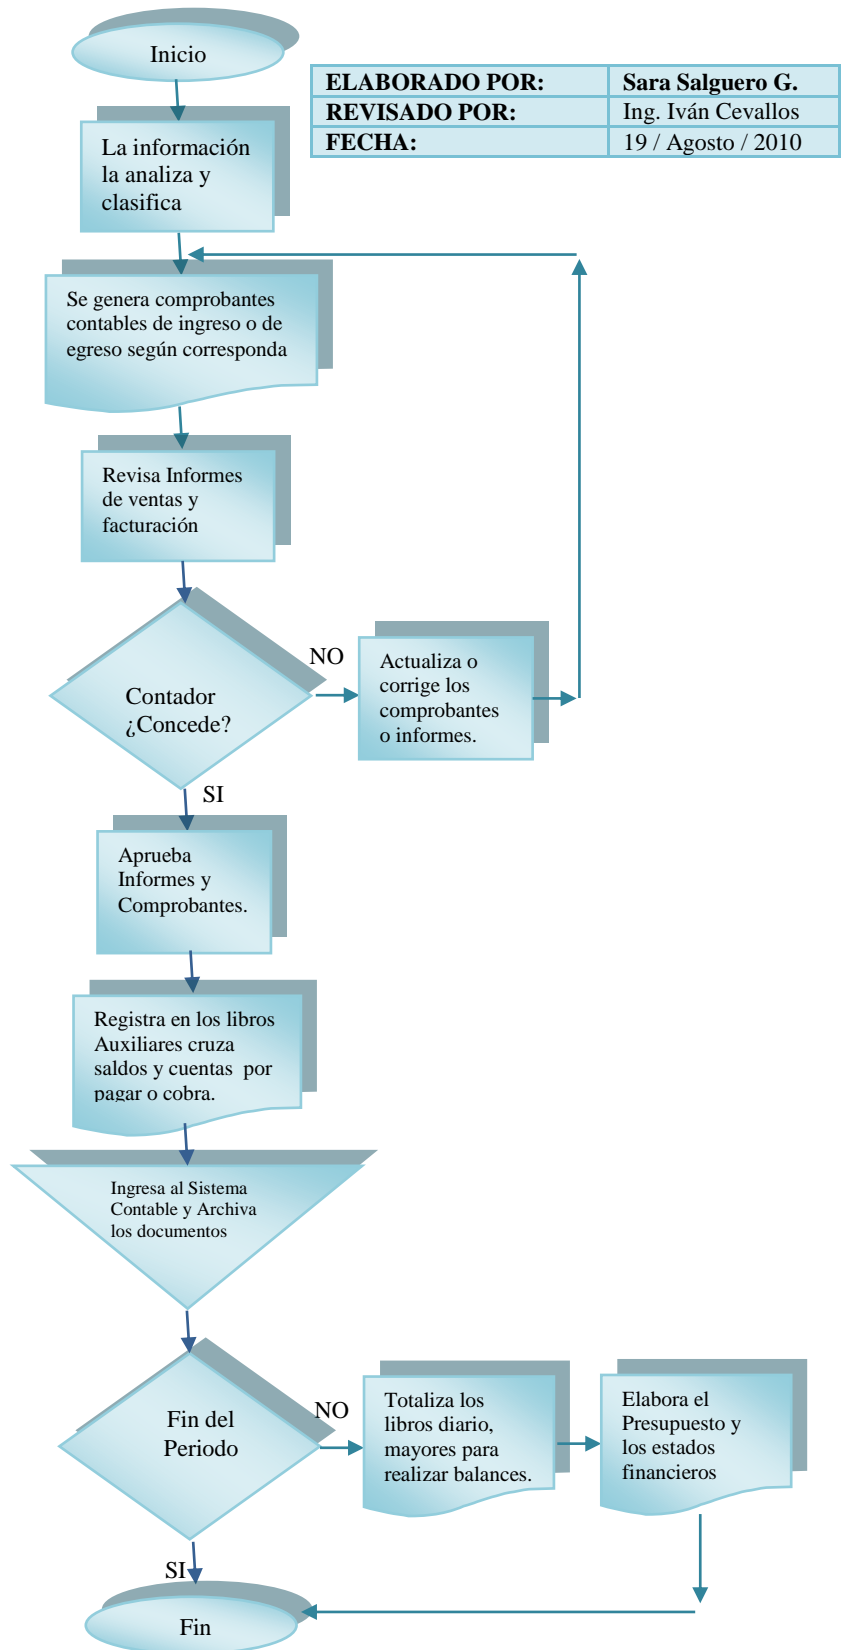 Inicio
ELABORADO POR: Sara Salguero G.
REVISADO POR: Ing. Iván Cevallos
FECHA: 19 / Agosto / 2010
La información
la analiza y
clasifica
Se genera comprobantes
contables de ingreso o de
egreso según corresponda
Revisa Informes
de ventas y
facturación
Contador
¿Concede?
NO
Actualiza o
corrige los
comprobantes
o informes.
SI
Aprueba
Informes y
Comprobantes.
Registra en los libros
Auxiliares cruza
saldos y cuentas por
pagar o cobra.
Ingresa al Sistema
Contable y Archiva
los documentos
Fin del
Periodo
NO
Totaliza los
libros diario,
mayores para
realizar balances.
Elabora el
Presupuesto y
los estados
financieros
SI
Fin